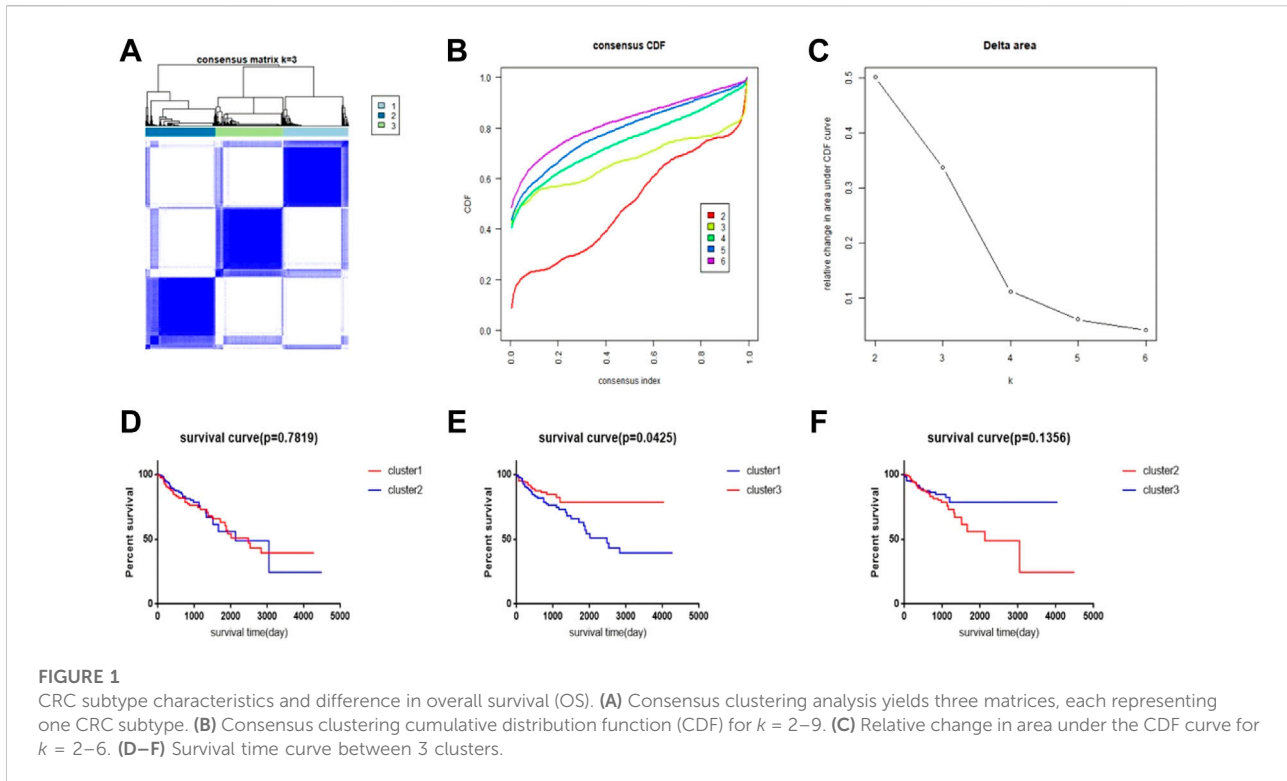 A
consensus matrix k=3
1
2
3
B
consensus CDF
CDF
1.0
0.8
0.6
0.4
0.2
0.0
2
3
4
5
6
0.0 0.2 0.4 0.6 0.8 1.0
consensus index
C
Delta area
relative change in area under CDF curve
0.5
0.4
0.3
0.2
0.1
2 3 4 5 6
k
D
survival curve(p=0.7819)
cluster1
cluster2
Percent survival
100
50
0
0 1000 2000 3000 4000 5000
survival time(day)
E
survival curve(p=0.0425)
cluster1
cluster3
Percent survival
100
50
0
0 1000 2000 3000 4000 5000
survival time(day)
F
survival curve(p=0.1356)
cluster2
cluster3
Percent survival
100
50
0
0 1000 2000 3000 4000 5000
survival time(day)
FIGURE 1
CRC subtype characteristics and difference in overall survival (OS). (A) Consensus clustering analysis yields three matrices, each representing
one CRC subtype. (B) Consensus clustering cumulative distribution function (CDF) for k = 2–9. (C) Relative change in area under the CDF curve for
k = 2–6. (D–F) Survival time curve between 3 clusters.